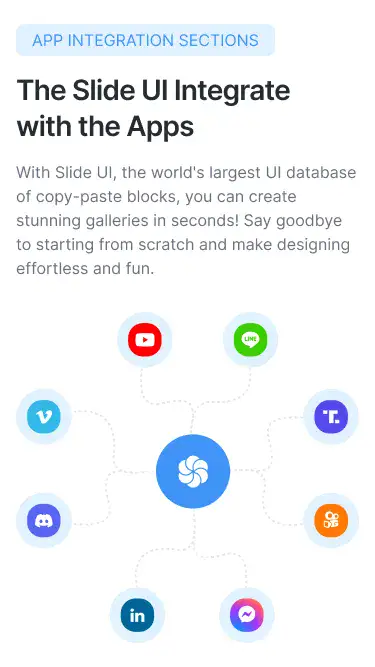 APP INTEGRATION SECTIONS
The Slide UI Integrate
with the Apps
With Slide UI, the world's largest UI database
of copy-paste blocks, you can create
stunning galleries in seconds! Say goodbye
to starting from scratch and make designing
effortless and fun.
LINE
in